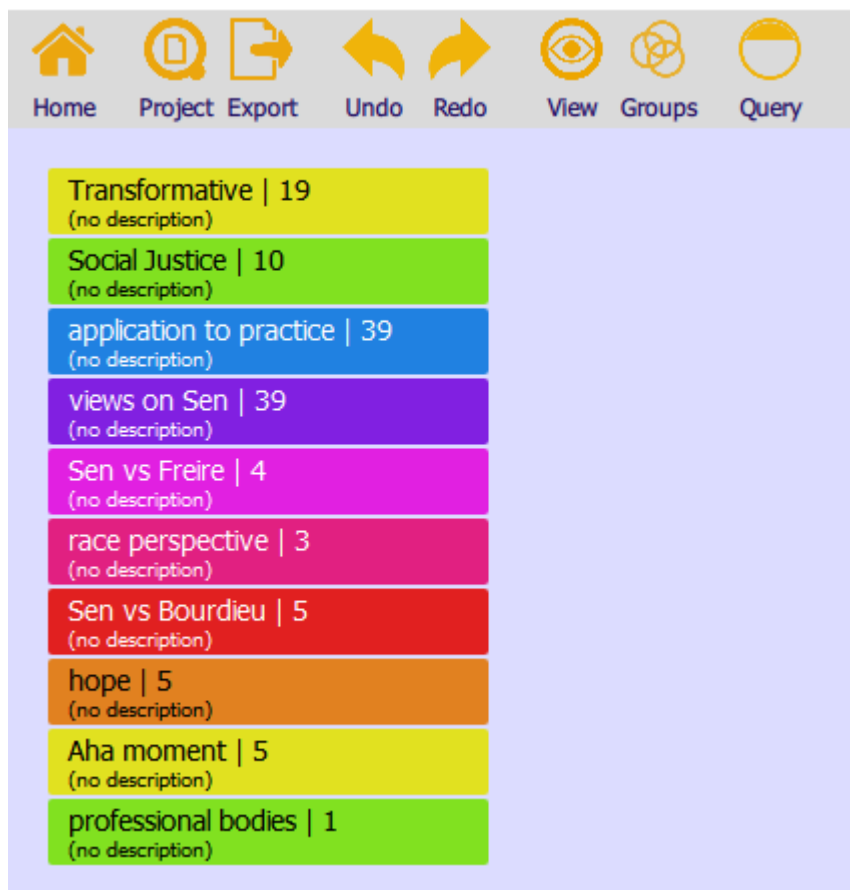 Home Project Export Undo Redo View Groups Query
Transformative | 19
(no description)
Social Justice | 10
(no description)
application to practice | 39
(no description)
views on Sen | 39
(no description)
Sen vs Freire | 4
(no description)
race perspective | 3
(no description)
Sen vs Bourdieu | 5
(no description)
hope | 5
(no description)
Aha moment | 5
(no description)
professional bodies | 1
(no description)